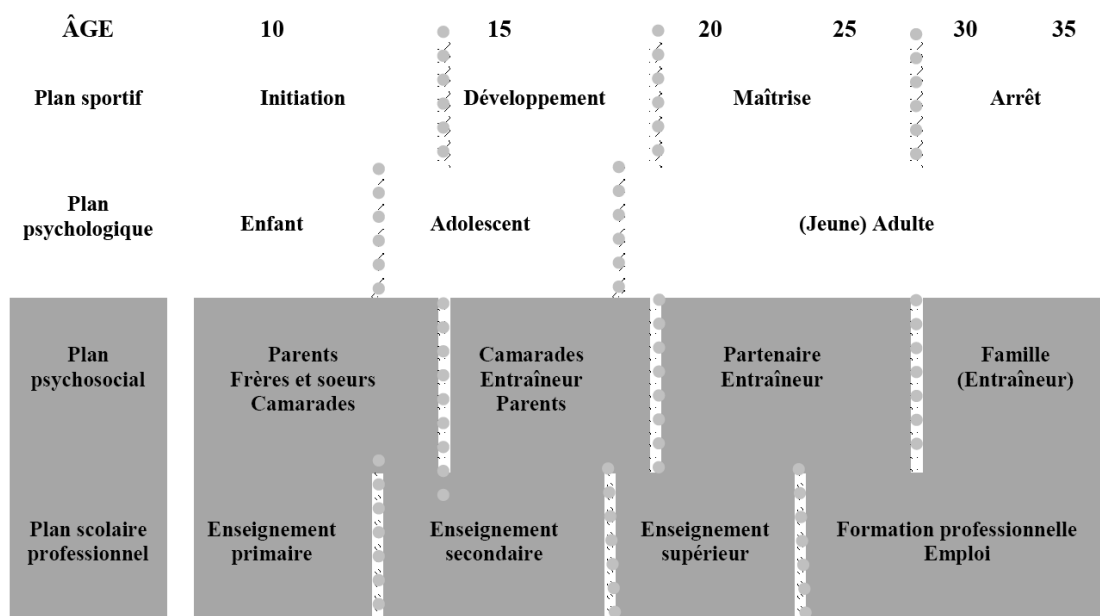 ÂGE 10 15 20 25 30 35
Plan sportif Initiation Développement Maîtrise Arrêt
Plan
psychologique Enfant Adolescent (Jeune) Adulte
Plan
psychosocial
Parents
Frères et soeurs
Camarades
Camarades
Entraîneur
Parents
Partenaire
Entraîneur
Famille
(Entraîneur)
Plan scolaire
professionnel
Enseignement
primaire
Enseignement
secondaire
Enseignement
supérieur
Formation professionnelle
Emploi